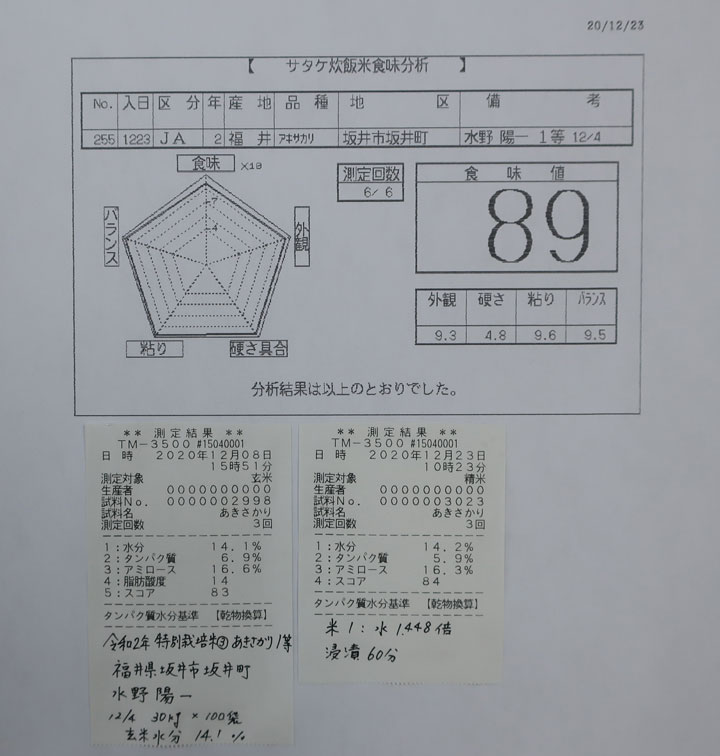 20/12/23
【 サタケ炊飯米食味分析 】
No. 入日 区 分 年 産 地 品 種 地 区 備 考
255 1223 JA 2 福 井 アキサカリ 坂井市坂井町 水野 陽一 1等 12/4
食味 ×10
7
4
バランス
外観
粘り
硬さ具合
測定回数
6/ 6
食 味 値
89
外観 硬さ 粘り バランス
9.3 4.8 9.6 9.5
分析結果は以上のとおりでした。
** 測定結果 **
TM-3500 #15040001
日 時 2020年12月08日
15時51分
測定対象 玄米
生産者 0000000000
試料No. 0000002998
試料名 あきさかり
測定回数 3回
1:水分 14.1%
2:タンパク質 6.9%
3:アミロース 16.6%
4:脂肪酸度 14
5:スコア 83
タンパク質水分基準 【乾物換算】
令和2年 特別栽培米 あきさかり 1等
福井県坂井市坂井町
水野 陽一
12/4 30kg × 100袋
玄米水分 14.1 %
** 測定結果 **
TM-3500 #15040001
日 時 2020年12月23日
10時23分
測定対象 精米
生産者 0000000000
試料No. 0000003023
試料名 あきさかり
測定回数 3回
1:水分 14.2%
2:タンパク質 5.9%
3:アミロース 16.3%
4:スコア 84
タンパク質水分基準 【乾物換算】
米 1 : 水 1.448 倍
浸漬 60分